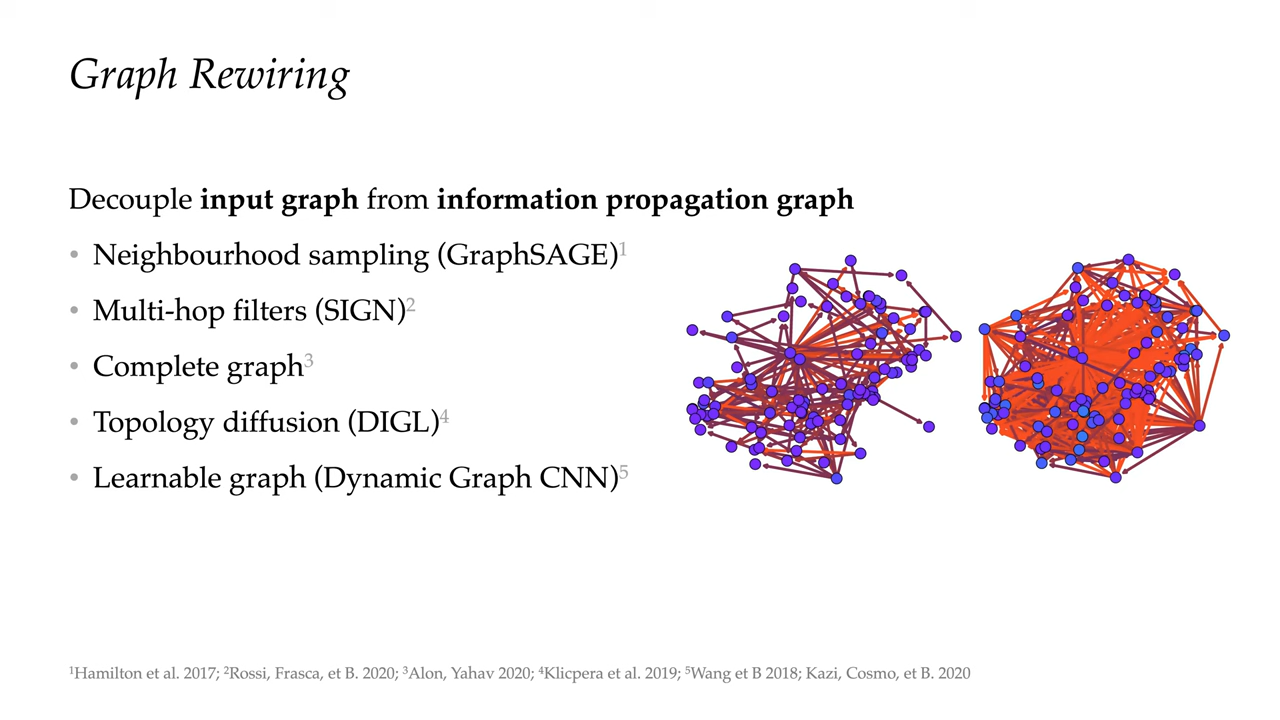 Graph Rewiring
Decouple input graph from information propagation graph
• Neighbourhood sampling (GraphSAGE)¹
• Multi-hop filters (SIGN)²
• Complete graph³
• Topology diffusion (DIGL)⁴
• Learnable graph (Dynamic Graph CNN)⁵
¹Hamilton et al. 2017; ²Rossi, Frasca, et B. 2020; ³Alon, Yahav 2020; ⁴Klicpera et al. 2019; ⁵Wang et B 2018; Kazi, Cosmo, et B. 2020